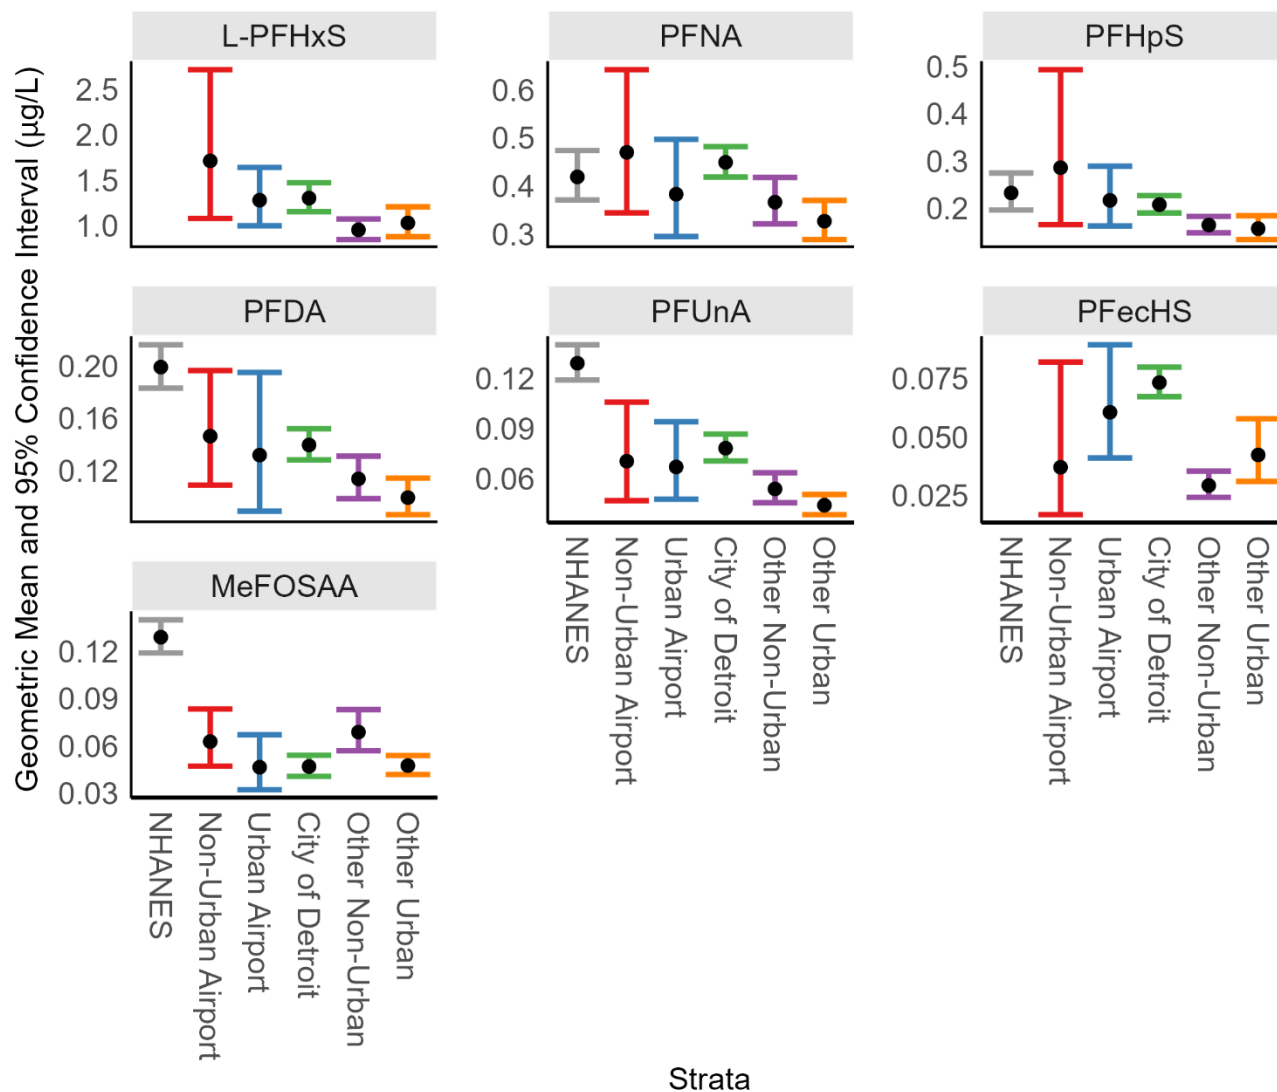 Geometric Mean and 95% Confidence Interval (µg/L)
L-PFHxS
2.5
2.0
1.5
1.0
PFNA
0.6
0.5
0.4
0.3
PFHpS
0.5
0.4
0.3
0.2
PFDA
0.20
0.16
0.12
PFUnA
0.12
0.09
0.06
NHANES
Non-Urban Airport
Urban Airport
City of Detroit
Other Non-Urban
Other Urban
PFecHS
0.075
0.050
0.025
NHANES
Non-Urban Airport
Urban Airport
City of Detroit
Other Non-Urban
Other Urban
MeFOSAA
0.12
0.09
0.06
0.03
NHANES
Non-Urban Airport
Urban Airport
City of Detroit
Other Non-Urban
Other Urban
Strata